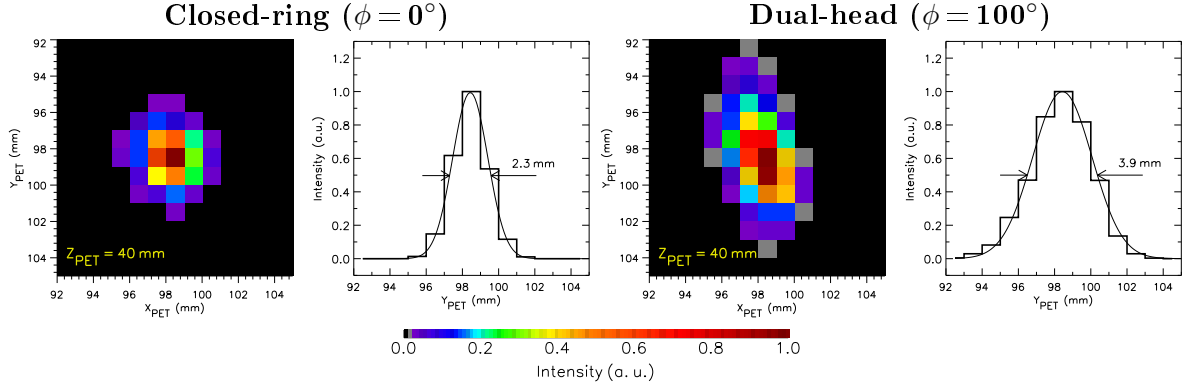 Closed-ring (ϕ = 0°)
Dual-head (ϕ = 100°)
92
94
96
98
100
102
104
Y_PET (mm)
Z_PET = 40 mm
92 94 96 98 100 102 104
X_PET (mm)
1.2
1.0
0.8
0.6
0.4
0.2
0.0
Intensity (a.u.)
2.3 mm
94 96 98 100 102 104
Y_PET (mm)
92
94
96
98
100
102
104
Y_PET (mm)
Z_PET = 40 mm
92 94 96 98 100 102 104
X_PET (mm)
1.2
1.0
0.8
0.6
0.4
0.2
0.0
Intensity (a.u.)
3.9 mm
94 96 98 100 102 104
Y_PET (mm)
0.0 0.2 0.4 0.6 0.8 1.0
Intensity (a. u.)